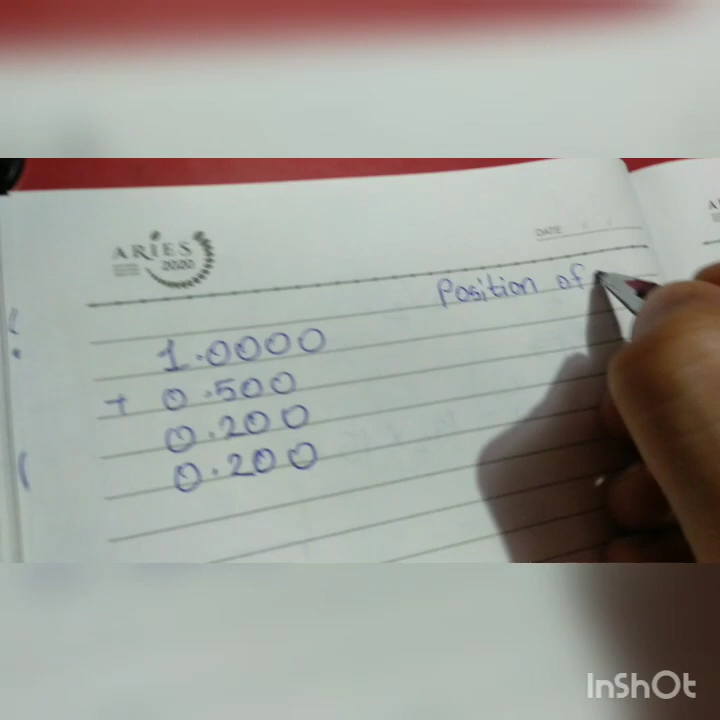 ARIES
2020
DATE
Position of
1.0000
+ 0.500
0.200
0.200
InShOt